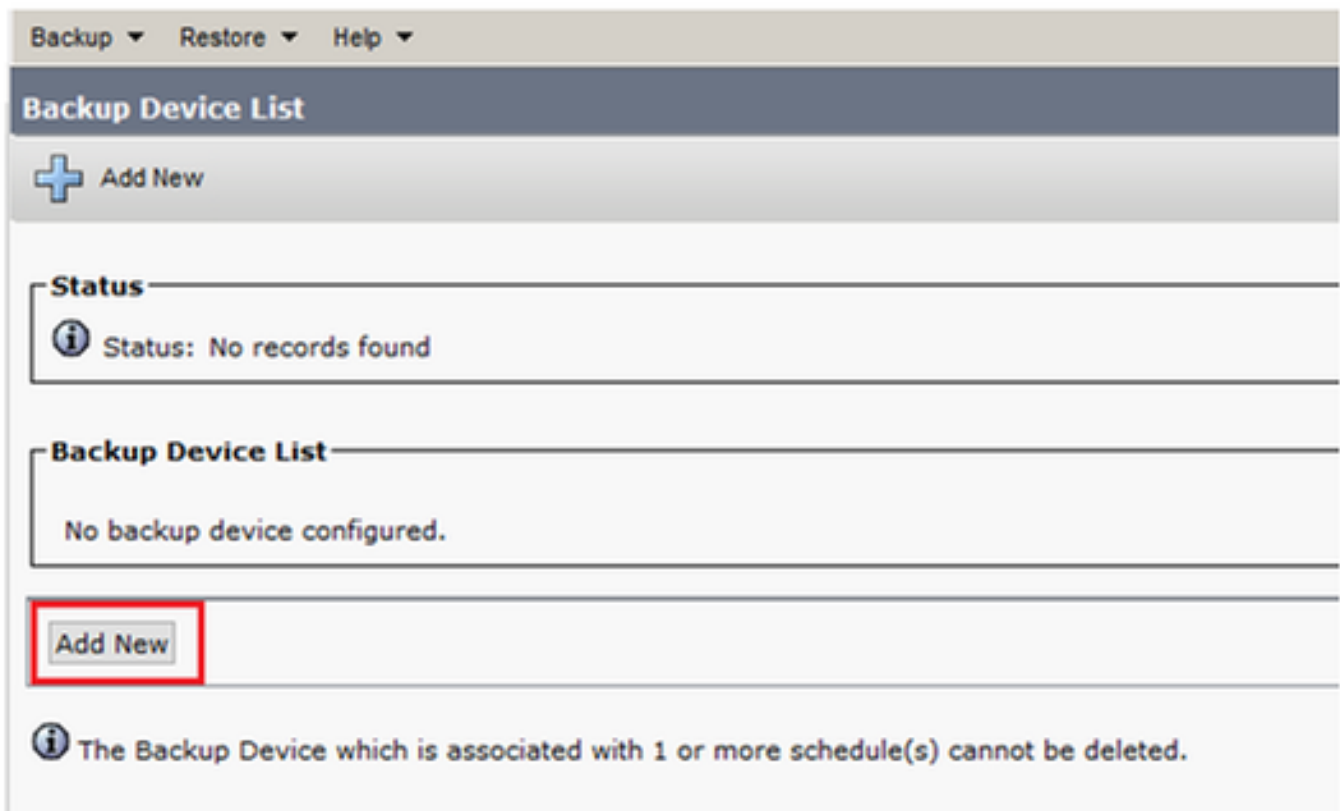 Backup Restore Help
Backup Device List
Add New
Status
Status: No records found
Backup Device List
No backup device configured.
Add New
The Backup Device which is associated with 1 or more schedule(s) cannot be deleted.